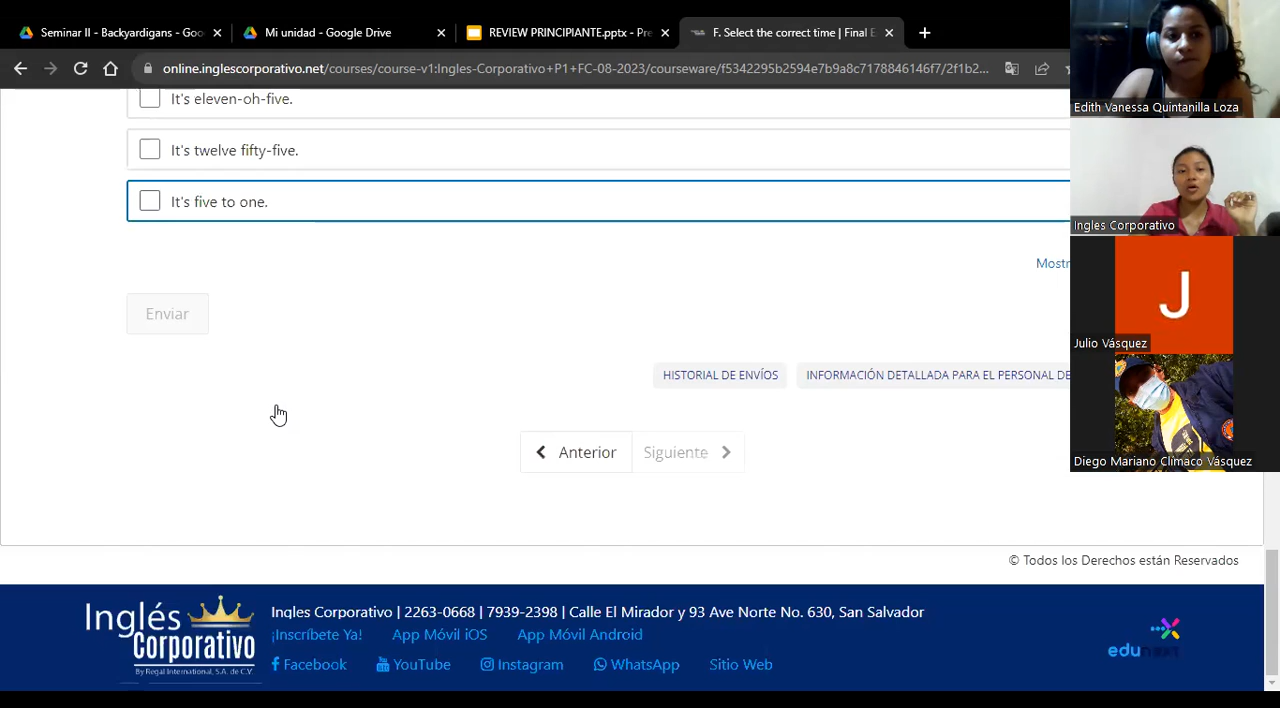 Seminar II - Backyardigans - Goo
Mi unidad - Google Drive
REVIEW PRINCIPIANTE.pptx - Pre
F. Select the correct time | Final E
online.inglescorporativo.net/courses/course-v1:Ingles-Corporativo+P1+FC-08-2023/courseware/f5342295b2594e7b9a8c7178846146f7/2f1b2...
It's eleven-oh-five.
It's twelve fifty-five.
It's five to one.
Mostr
Enviar
HISTORIAL DE ENVÍOS
INFORMACIÓN DETALLADA PARA EL PERSONAL DE
Anterior
Siguiente
Edith Vanessa Quintanilla Loza
Ingles Corporativo
J
Julio Vásquez
Diego Mariano Clímaco Vásquez
© Todos los Derechos están Reservados
Inglés
Corporativo
By Regal International, S.A. de C.V.
Ingles Corporativo | 2263-0668 | 7939-2398 | Calle El Mirador y 93 Ave Norte No. 630, San Salvador
¡Inscríbete Ya!
App Móvil iOS
App Móvil Android
Facebook
YouTube
Instagram
WhatsApp
Sitio Web